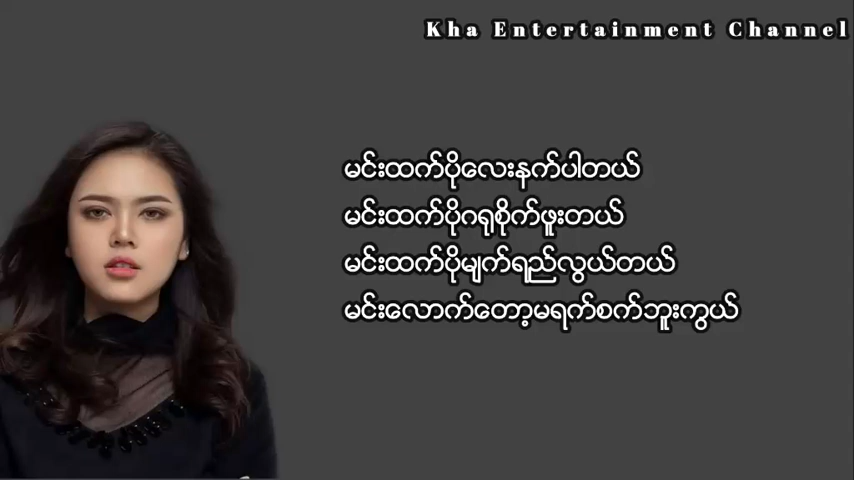 Kha Entertainment Channel
မင်းထက်ပိုလေးနက်ပါတယ်
မင်းထက်ပိုဂရုစိုက်ဖူးတယ်
မင်းထက်ပိုမျက်ရည်လွယ်တယ်
မင်းလောက်တော့မရက်စက်ဘူးကွယ်